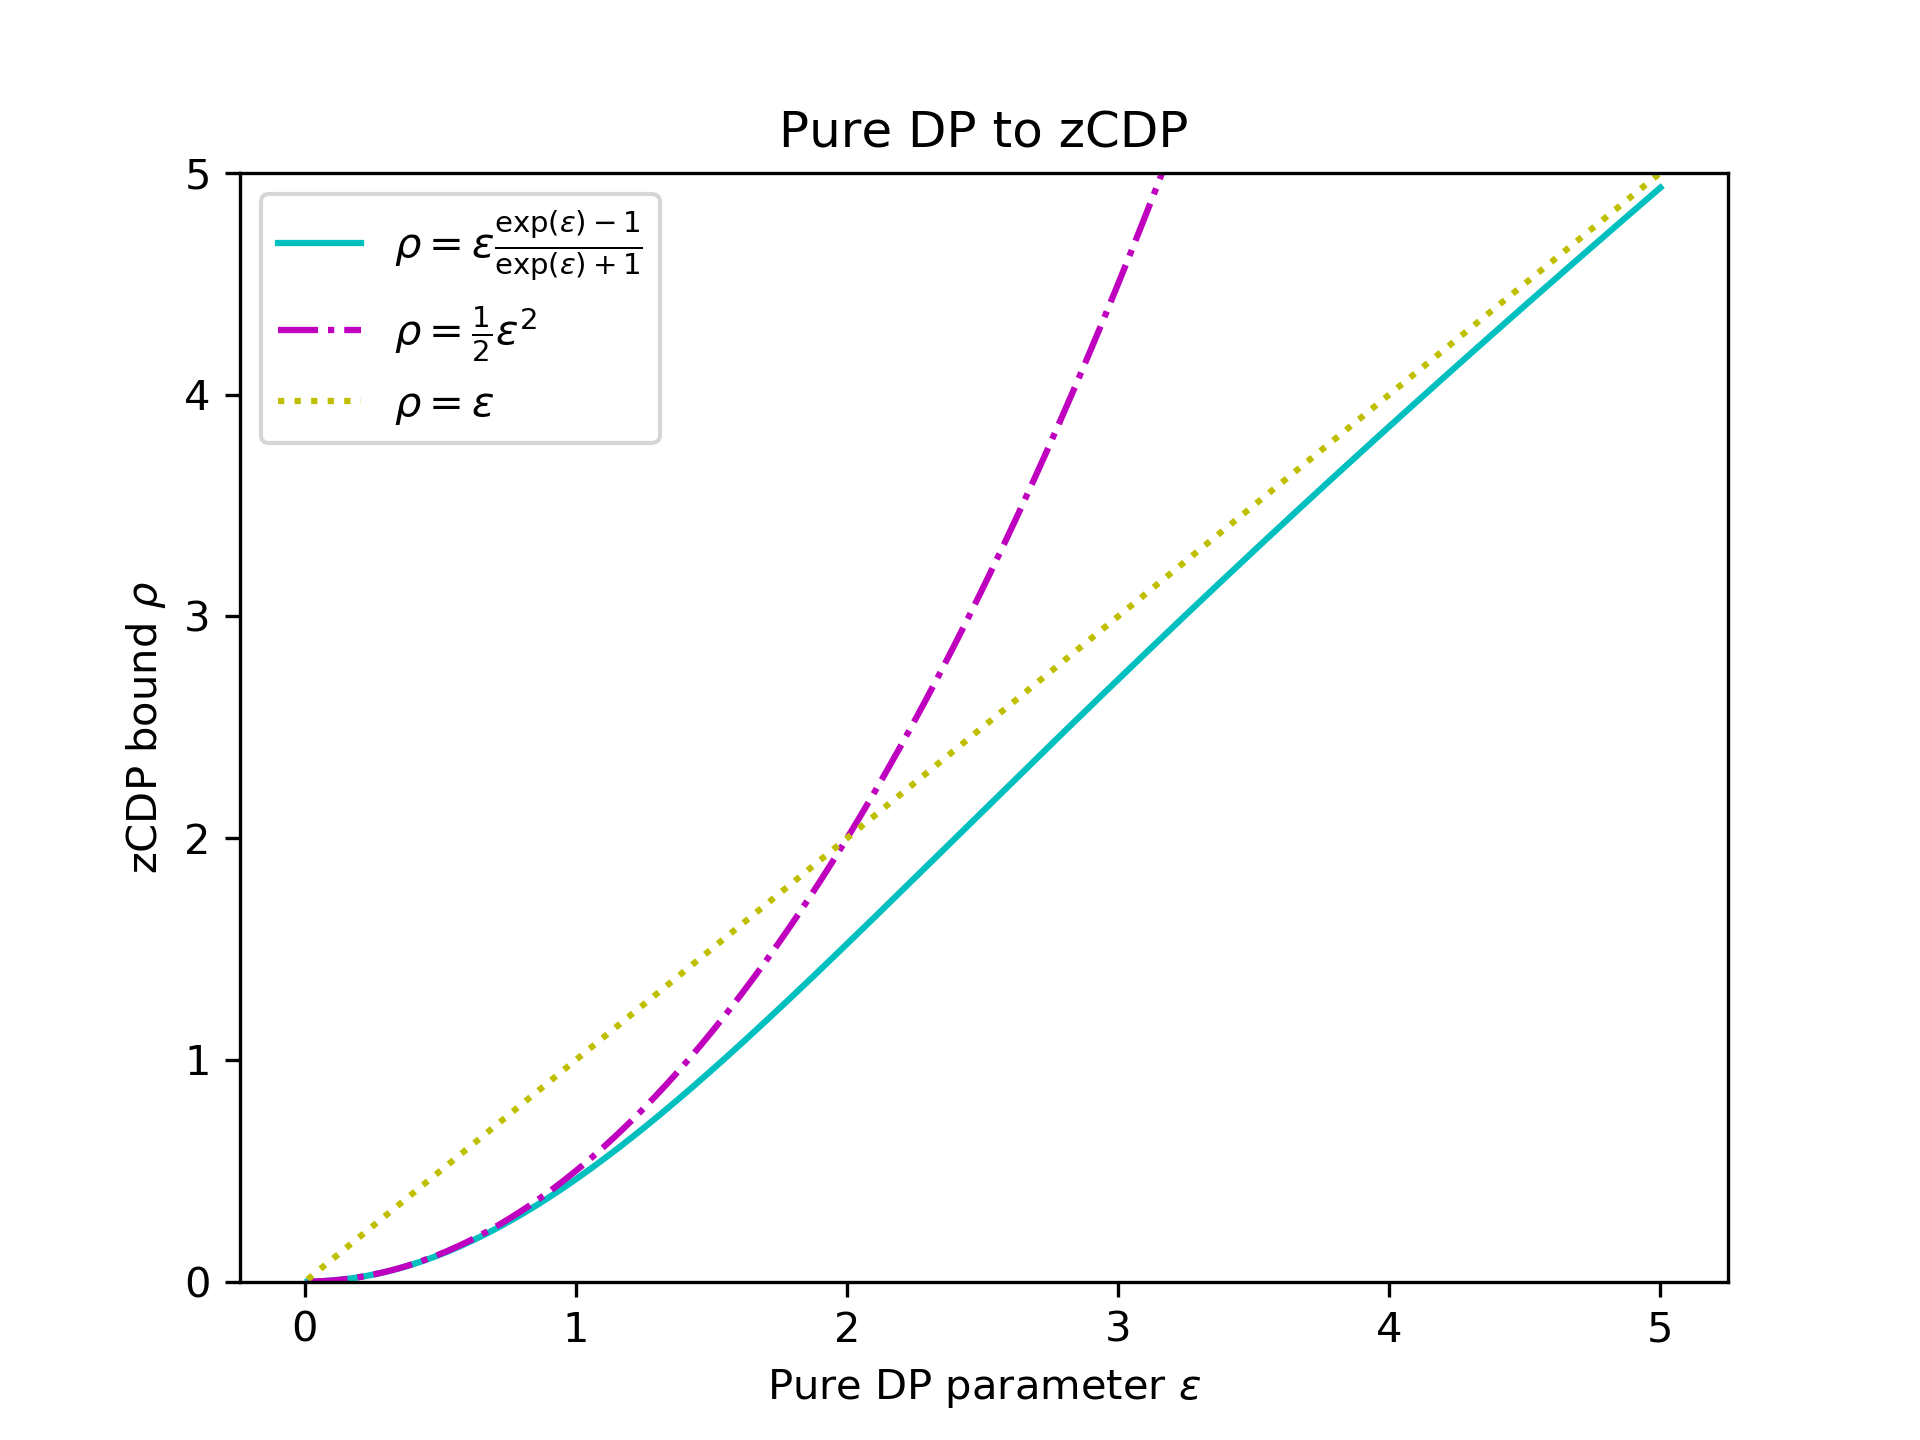 Pure DP to zCDP
ρ = ε (exp(ε) − 1)/(exp(ε) + 1)
ρ = ½ε²
ρ = ε
5
4
3
2
1
0
zCDP bound ρ
0 1 2 3 4 5
Pure DP parameter ε